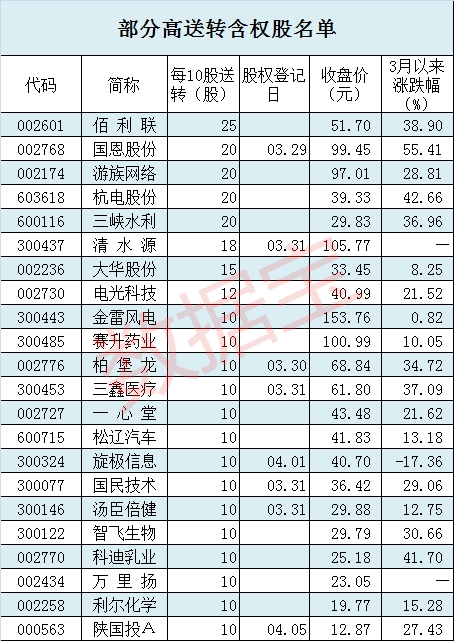 部分高送转含权股名单
代码 简称 每10股送转（股） 股权登记日 收盘价（元） 3月以来涨跌幅（%）
002601 佰利联 25 51.70 38.90
002768 国恩股份 20 03.29 99.45 55.41
002174 游族网络 20 97.01 28.81
603618 杭电股份 20 39.33 42.66
600116 三峡水利 20 29.83 36.96
300437 清水源 18 03.31 105.77 —
002236 大华股份 15 33.45 8.25
002730 电光科技 12 40.99 21.52
300443 金雷风电 10 153.76 0.82
300485 赛升药业 10 100.99 10.05
002776 柏堡龙 10 03.30 68.84 34.72
300453 三鑫医疗 10 03.31 61.80 37.09
002727 一心堂 10 43.48 21.62
600715 松辽汽车 10 41.83 13.18
300324 旋极信息 10 04.01 40.70 -17.36
300077 国民技术 10 03.31 36.42 29.06
300146 汤臣倍健 10 03.31 29.88 12.75
300122 智飞生物 10 29.79 30.66
002770 科迪乳业 10 25.18 41.70
002434 万里扬 10 23.05 —
002258 利尔化学 10 19.77 15.28
000563 陕国投A 10 04.05 12.87 27.43
数据宝